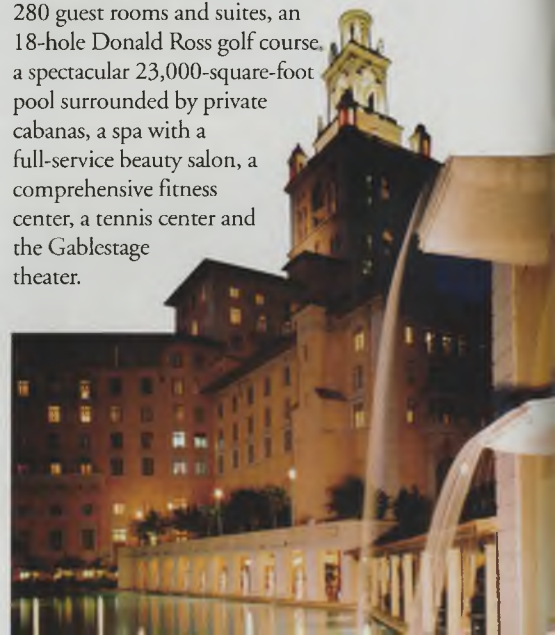 280 guest rooms and suites, an
18-hole Donald Ross golf course,
a spectacular 23,000-square-foot
pool surrounded by private
cabanas, a spa with a
full-service beauty salon, a
comprehensive fitness
center, a tennis center and
the Gablestage
theater.